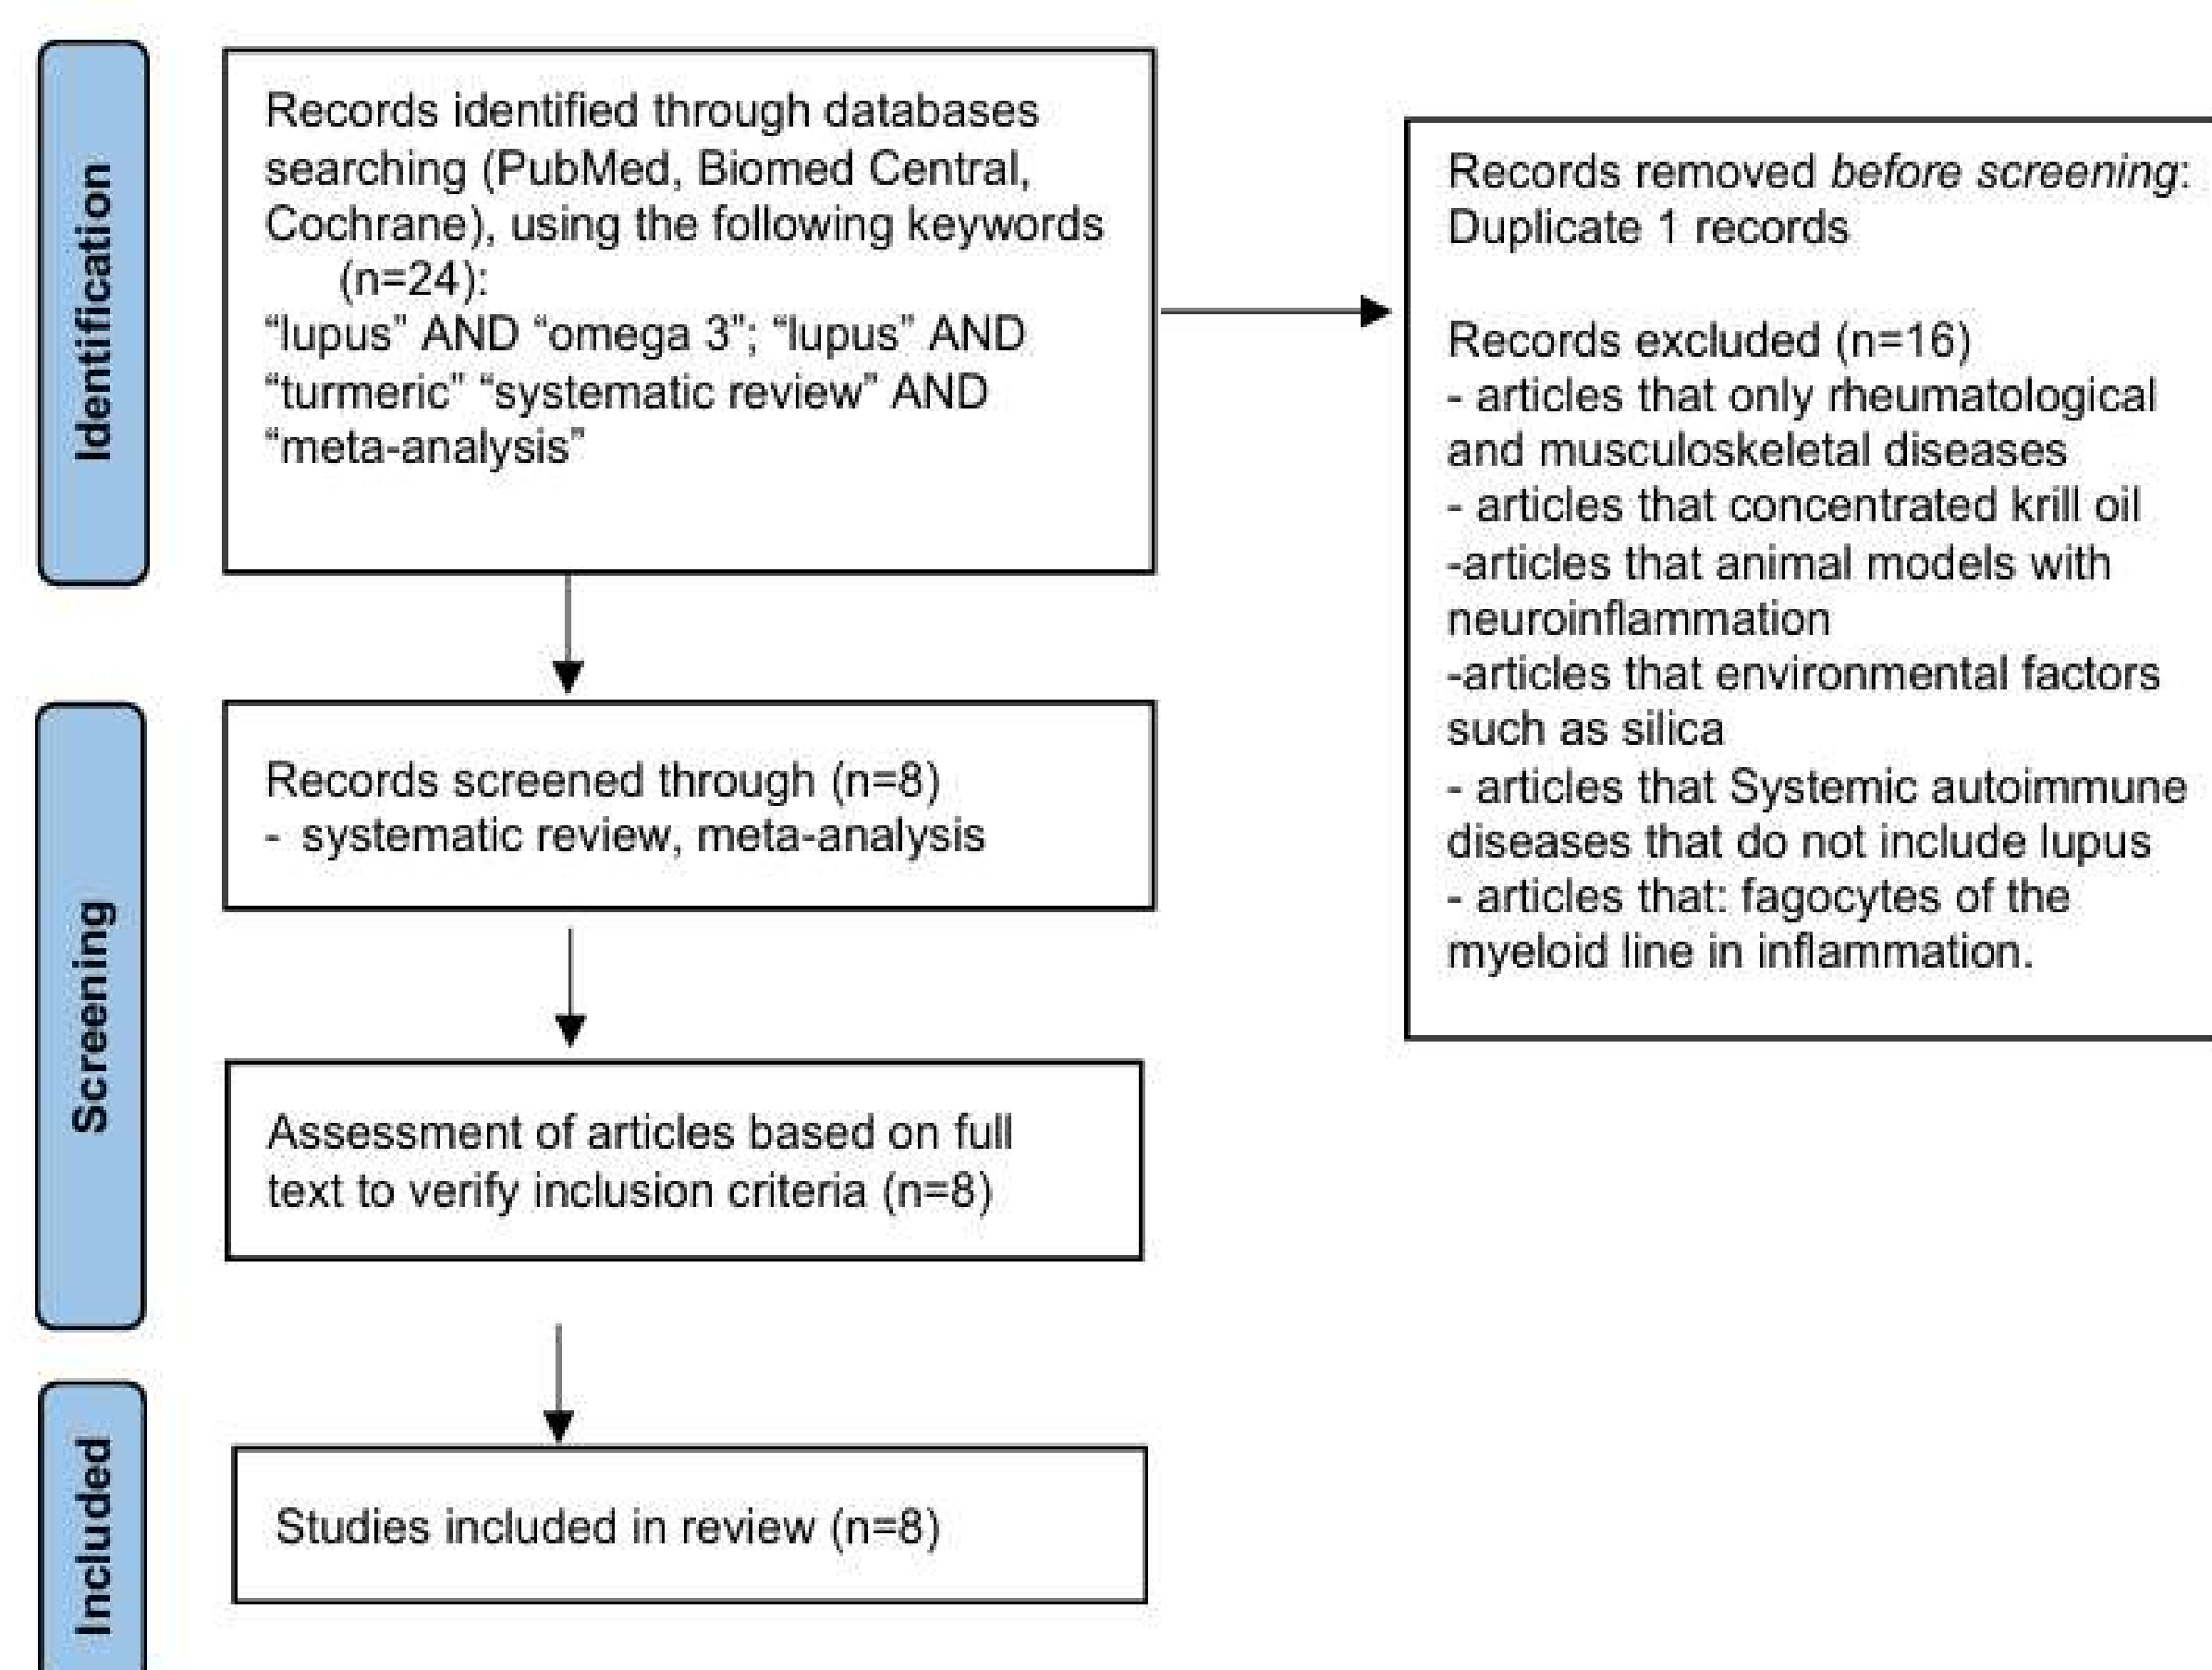 Identification
Records identified through databases
searching (PubMed, Biomed Central,
Cochrane), using the following keywords
(n=24):
“lupus” AND “omega 3”; “lupus” AND
“turmeric” “systematic review” AND
“meta-analysis”
Records removed before screening:
Duplicate 1 records
Records excluded (n=16)
- articles that only rheumatological
and musculoskeletal diseases
- articles that concentrated krill oil
-articles that animal models with
neuroinflammation
-articles that environmental factors
such as silica
- articles that Systemic autoimmune
diseases that do not include lupus
- articles that: fagocytes of the
myeloid line in inflammation.
Screening
Records screened through (n=8)
- systematic review, meta-analysis
Assessment of articles based on full
text to verify inclusion criteria (n=8)
Included
Studies included in review (n=8)